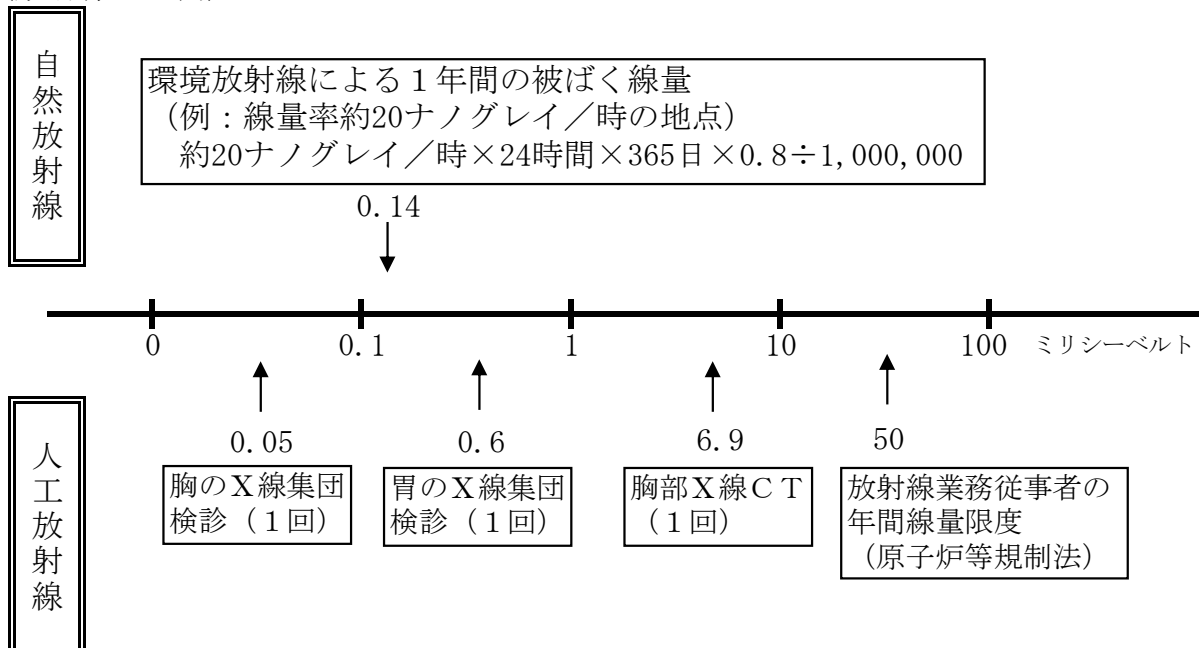 自然放射線
環境放射線による１年間の被ばく線量
（例：線量率約20ナノグレイ／時の地点）
約20ナノグレイ／時×24時間×365日×0.8÷1,000,000
0.14
0 0.1 1 10 100 ミリシーベルト
人工放射線
0.05 0.6 6.9 50
胸のＸ線集団
検診（１回）
胃のＸ線集団
検診（１回）
胸部Ｘ線ＣＴ
（１回）
放射線業務従事者の
年間線量限度
（原子炉等規制法）